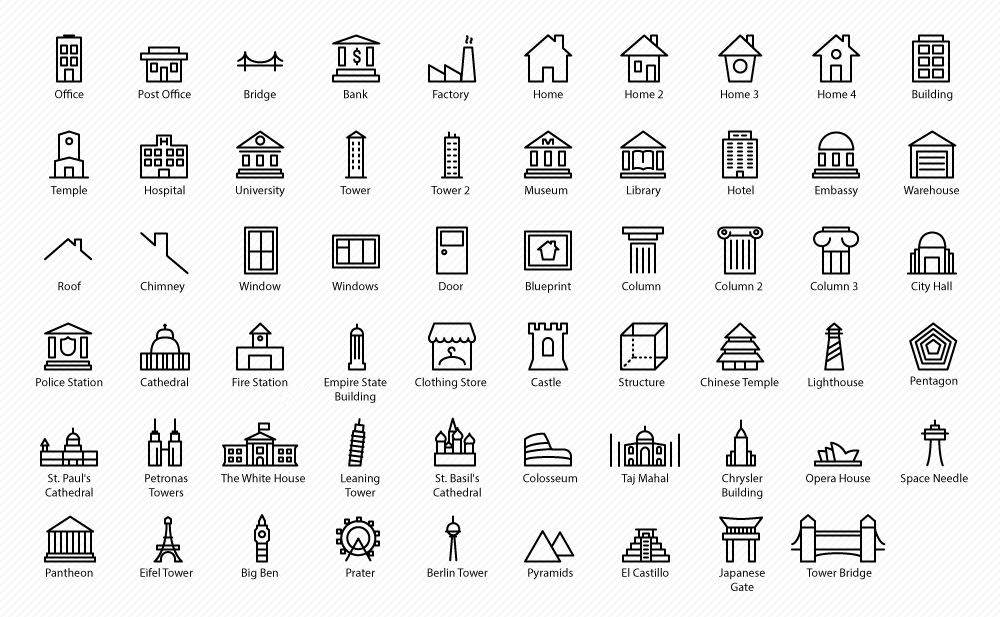 Office Post Office Bridge Bank Factory Home Home 2 Home 3 Home 4 Building
$
H
M
Temple Hospital University Tower Tower 2 Museum Library Hotel Embassy Warehouse
Roof Chimney Window Windows Door Blueprint Column Column 2 Column 3 City Hall
Police Station Cathedral Fire Station Empire State Building Clothing Store Castle Structure Chinese Temple Lighthouse Pentagon
St. Paul's Cathedral Petronas Towers The White House Leaning Tower St. Basil's Cathedral Colosseum Taj Mahal Chrysler Building Opera House Space Needle
Pantheon Eifel Tower Big Ben Prater Berlin Tower Pyramids El Castillo Japanese Gate Tower Bridge